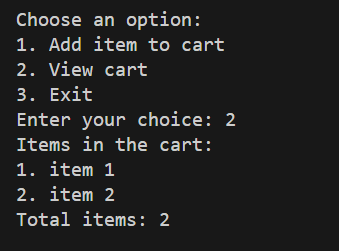 Choose an option:
1. Add item to cart
2. View cart
3. Exit
Enter your choice: 2
Items in the cart:
1. item 1
2. item 2
Total items: 2